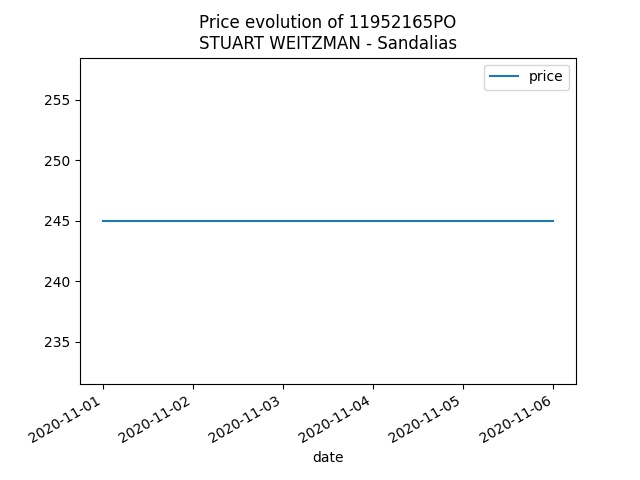 Price evolution of 11952165PO
STUART WEITZMAN - Sandalias
price
255
250
245
240
235
2020-11-01
2020-11-02
2020-11-03
2020-11-04
2020-11-05
2020-11-06
date